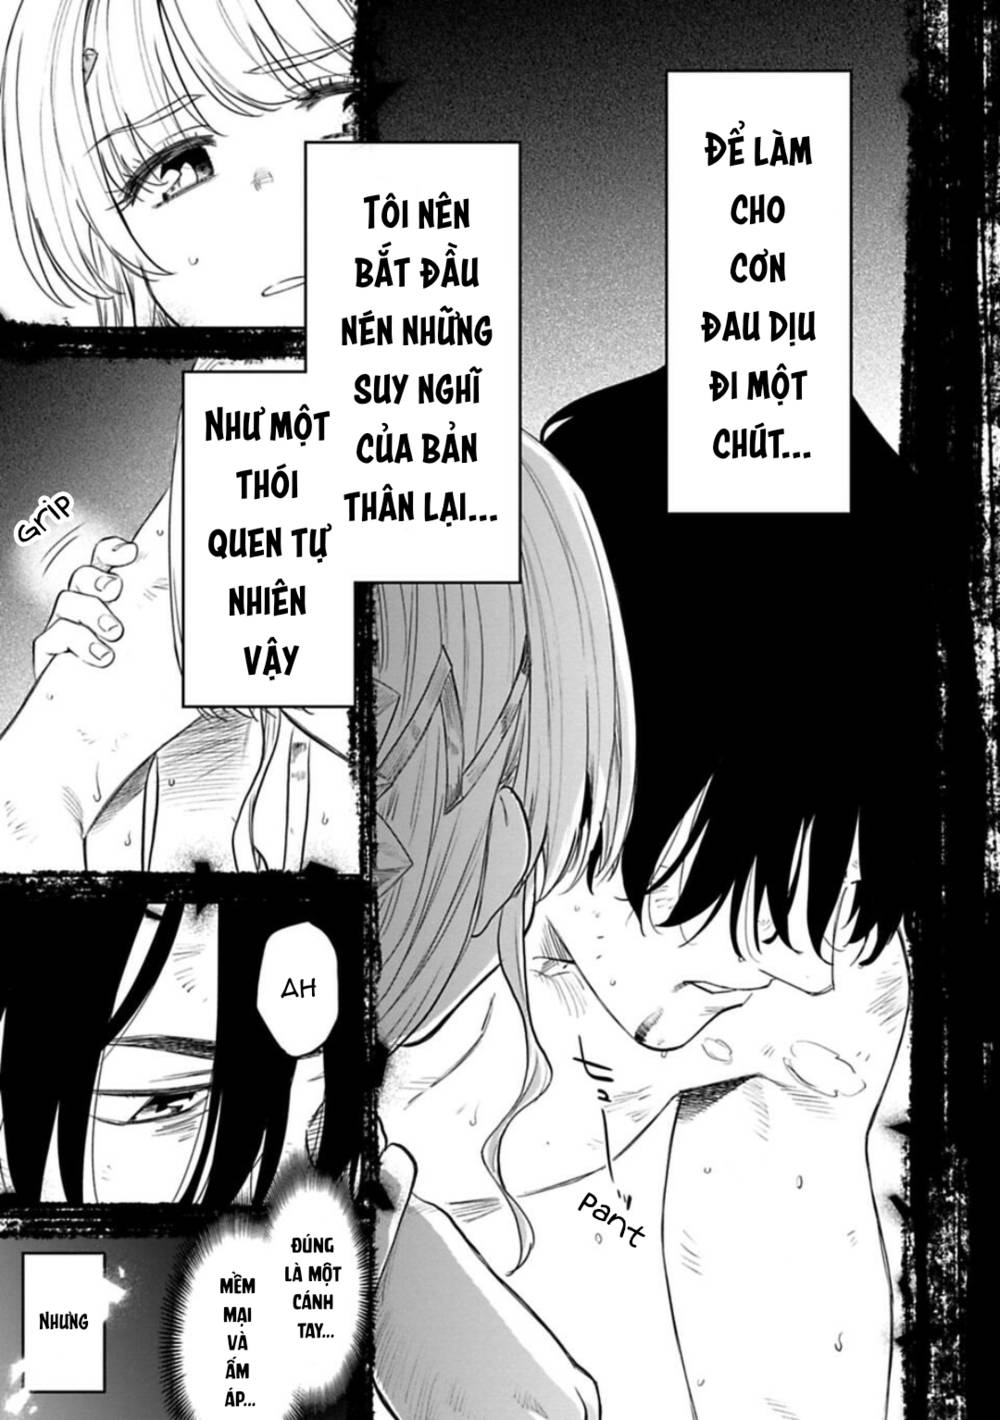 ĐỂ LÀM
CHO
CƠN
ĐAU DỊU
ĐI MỘT
CHÚT...
TÔI NÊN
BẮT ĐẦU
NÉN NHỮNG
SUY NGHĨ
CỦA BẢN
THÂN LẠI...
NHƯ MỘT
THÓI
QUEN TỰ
NHIÊN
VẬY
Grip
Pant
AH
ĐÚNG
LÀ MỘT
CÁNH
TAY...
MỀM
MẠI
VÀ
ẤM
ÁP...
NHƯNG